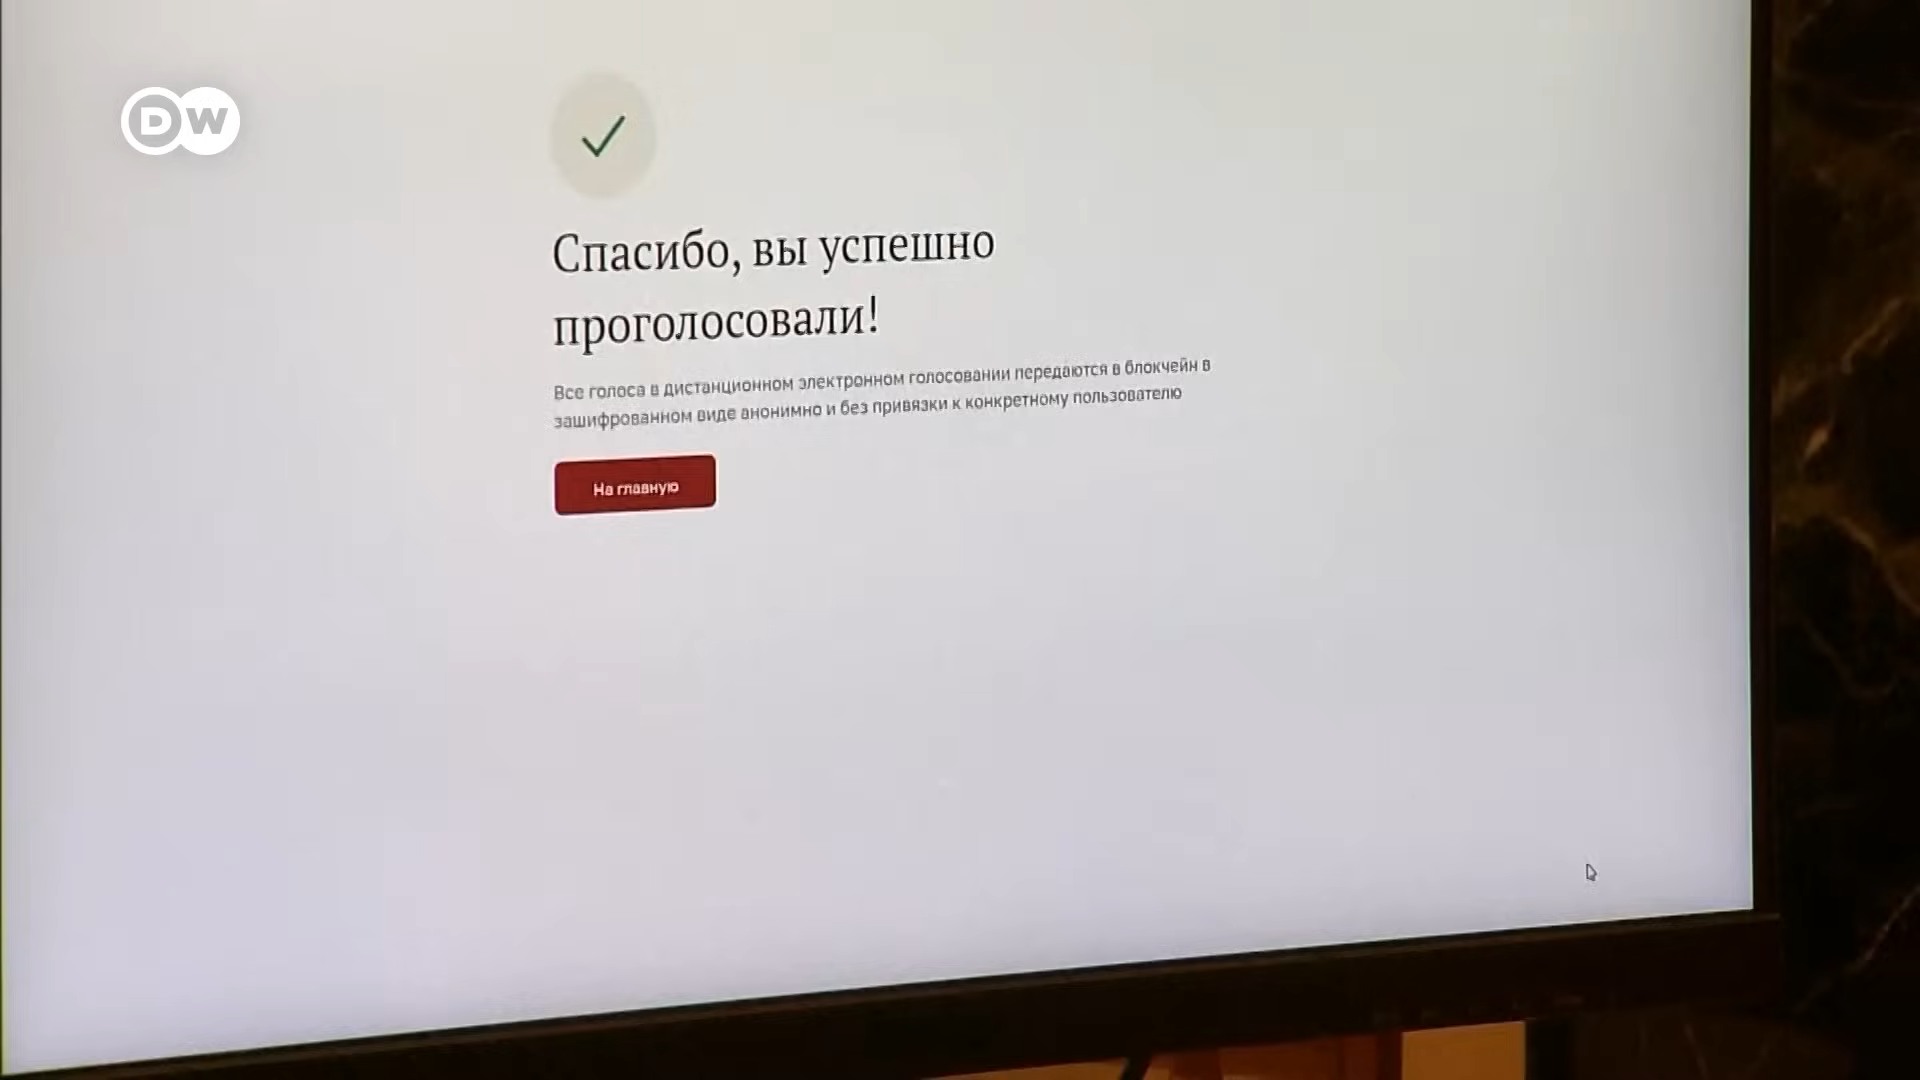 DW
Спасибо, вы успешно
проголосовали!
Все голоса в дистанционном электронном голосовании передаются в блокчейн в
зашифрованном виде анонимно и без привязки к конкретному пользователю
На главную